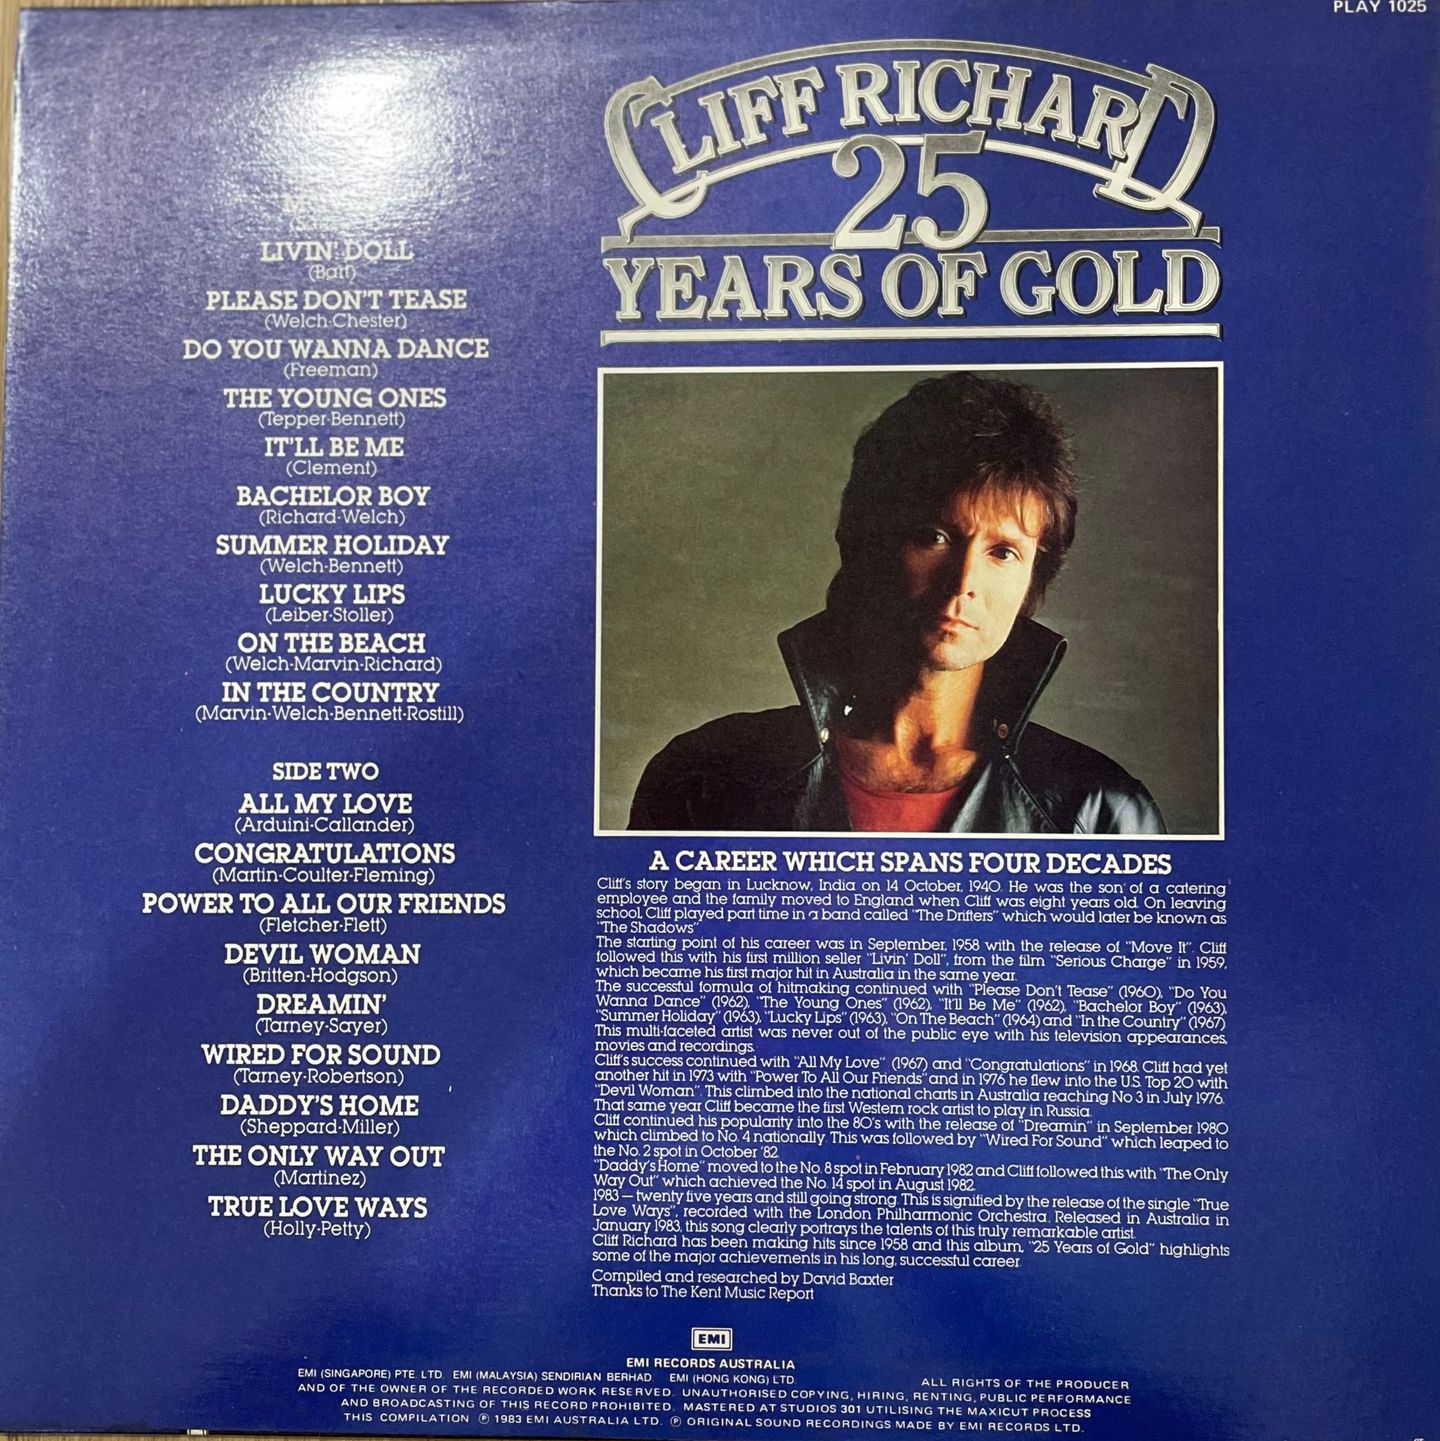 PLAY 1025
CLIFF RICHARD
25
YEARS OF GOLD
LIVIN' DOLL
(Bart)
PLEASE DON'T TEASE
(Welch·Chester)
DO YOU WANNA DANCE
(Freeman)
THE YOUNG ONES
(Tepper·Bennett)
IT'LL BE ME
(Clement)
BACHELOR BOY
(Richard·Welch)
SUMMER HOLIDAY
(Welch·Bennett)
LUCKY LIPS
(Leiber·Stoller)
ON THE BEACH
(Welch·Marvin·Richard)
IN THE COUNTRY
(Marvin·Welch·Bennett·Rostill)
SIDE TWO
ALL MY LOVE
(Arduini·Callander)
CONGRATULATIONS
(Martin·Coulter·Fleming)
POWER TO ALL OUR FRIENDS
(Fletcher·Flett)
DEVIL WOMAN
(Britten·Hodgson)
DREAMIN'
(Tarney·Sayer)
WIRED FOR SOUND
(Tarney·Robertson)
DADDY'S HOME
(Sheppard·Miller)
THE ONLY WAY OUT
(Martinez)
TRUE LOVE WAYS
(Holly·Petty)
A CAREER WHICH SPANS FOUR DECADES
Cliff's story began in Lucknow, India on 14 October, 1940. He was the son of a catering
employee and the family moved to England when Cliff was eight years old. On leaving
school, Cliff played part time in a band called "The Drifters" which would later be known as
"The Shadows"
The starting point of his career was in September, 1958 with the release of "Move It". Cliff
followed this with his first million seller "Livin' Doll", from the film "Serious Charge" in 1959,
which became his first major hit in Australia in the same year.
The successful formula of hitmaking continued with "Please Don't Tease" (1960), "Do You
Wanna Dance" (1962), "The Young Ones" (1962), "It'll Be Me" (1962), "Bachelor Boy" (1963),
"Summer Holiday" (1963), "Lucky Lips" (1963), "On The Beach" (1964) and "In the Country" (1967)
This multi-faceted artist was never out of the public eye with his television appearances,
movies and recordings.
Cliff's success continued with "All My Love" (1967) and "Congratulations" in 1968. Cliff had yet
another hit in 1973 with "Power To All Our Friends" and in 1976 he flew into the U.S. Top 20 with
"Devil Woman". This climbed into the national charts in Australia reaching No 3 in July 1976.
That same year Cliff became the first Western rock artist to play in Russia.
Cliff continued his popularity into the 80's with the release of "Dreamin" in September 1980
which climbed to No. 4 nationally. This was followed by "Wired For Sound" which leaped to
the No. 2 spot in October '82.
"Daddy's Home" moved to the No. 8 spot in February 1982 and Cliff followed this with "The Only
Way Out" which achieved the No. 14 spot in August 1982.
1983 — twenty five years and still going strong. This is signified by the release of the single "True
Love Ways", recorded with the London Philharmonic Orchestra. Released in Australia in
January 1983, this song clearly portrays the talents of this truly remarkable artist.
Cliff Richard has been making hits since 1958 and this album, "25 Years of Gold" highlights
some of the major achievements in his long, successful career.
Compiled and researched by David Baxter
Thanks to The Kent Music Report
EMI
EMI RECORDS AUSTRALIA
EMI (SINGAPORE) PTE. LTD. EMI (MALAYSIA) SENDIRIAN BERHAD. EMI (HONG KONG) LTD. ALL RIGHTS OF THE PRODUCER
AND OF THE OWNER OF THE RECORDED WORK RESERVED. UNAUTHORISED COPYING, HIRING, RENTING, PUBLIC PERFORMANCE
AND BROADCASTING OF THIS RECORD PROHIBITED. MASTERED AT STUDIOS 301 UTILISING THE MAXICUT PROCESS
THIS COMPILATION ℗ 1983 EMI AUSTRALIA LTD. ℗ ORIGINAL SOUND RECORDINGS MADE BY EMI RECORDS LTD.